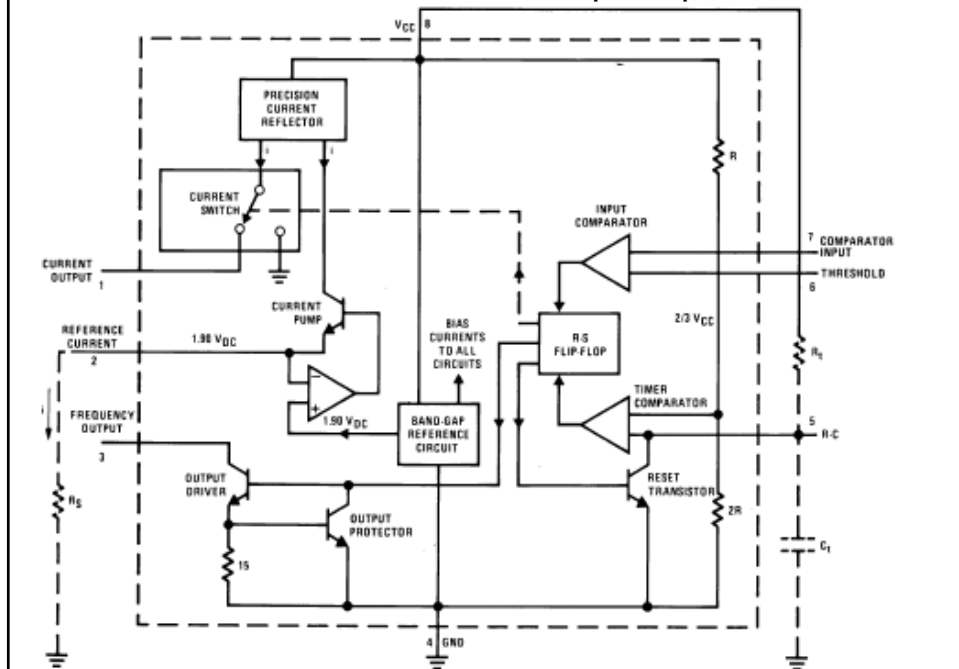 VCC 8
PRECISION
CURRENT
REFLECTOR
i i
R
CURRENT
SWITCH
INPUT
COMPARATOR
7 COMPARATOR
INPUT
CURRENT
OUTPUT 1
THRESHOLD
6
CURRENT
PUMP
2/3 VCC
BIAS
CURRENTS
TO ALL
CIRCUITS
R-S
FLIP-FLOP
REFERENCE
CURRENT
2
1.90 VDC
Rt
i
TIMER
COMPARATOR
FREQUENCY
OUTPUT
3
−
+
1.90 VDC
BAND-GAP
REFERENCE
CIRCUIT
5
R-C
OUTPUT
DRIVER
RESET
TRANSISTOR
RS
OUTPUT
PROTECTOR
2R
Ct
15
4 GND